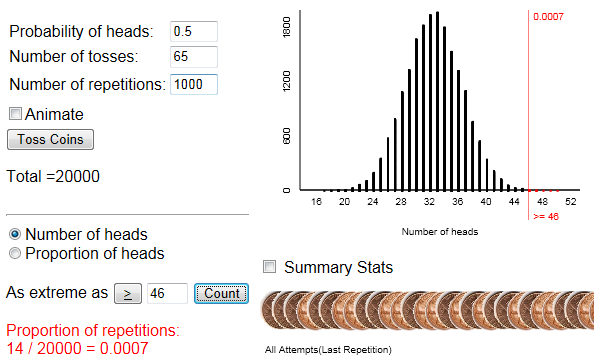 Probability of heads: 0.5
Number of tosses: 65
Number of repetitions: 1000
Animate
Toss Coins
Total =20000
Number of heads
Proportion of heads
As extreme as ≥ 46 Count
Proportion of repetitions:
14 / 20000 = 0.0007
0.0007
1800
1200
600
0
16 20 24 28 32 36 40 44 48 52
>= 46
Number of heads
Summary Stats
All Attempts(Last Repetition)